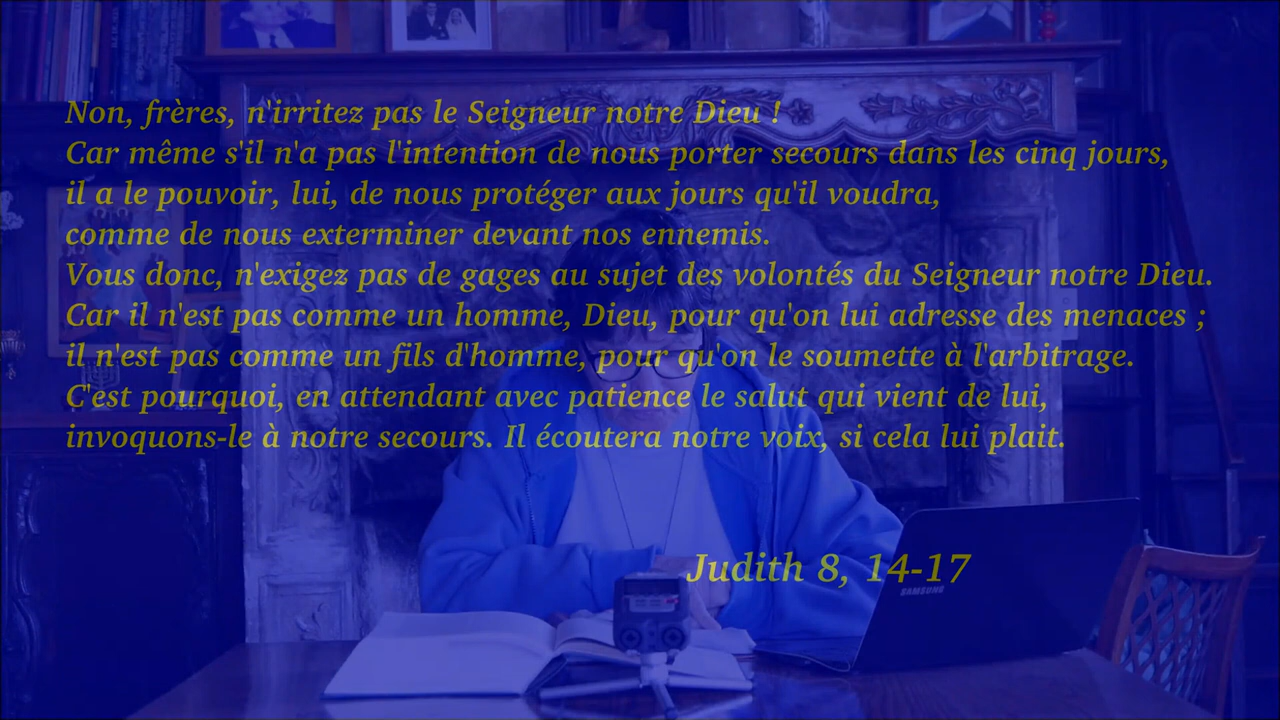 Non, frères, n'irritez pas le Seigneur notre Dieu !
Car même s'il n'a pas l'intention de nous porter secours dans les cinq jours,
il a le pouvoir, lui, de nous protéger aux jours qu'il voudra,
comme de nous exterminer devant nos ennemis.
Vous donc, n'exigez pas de gages au sujet des volontés du Seigneur notre Dieu.
Car il n'est pas comme un homme, Dieu, pour qu'on lui adresse des menaces ;
il n'est pas comme un fils d'homme, pour qu'on le soumette à l'arbitrage.
C'est pourquoi, en attendant avec patience le salut qui vient de lui,
invoquons-le à notre secours. Il écoutera notre voix, si cela lui plait.
Judith 8, 14-17
SAMSUNG